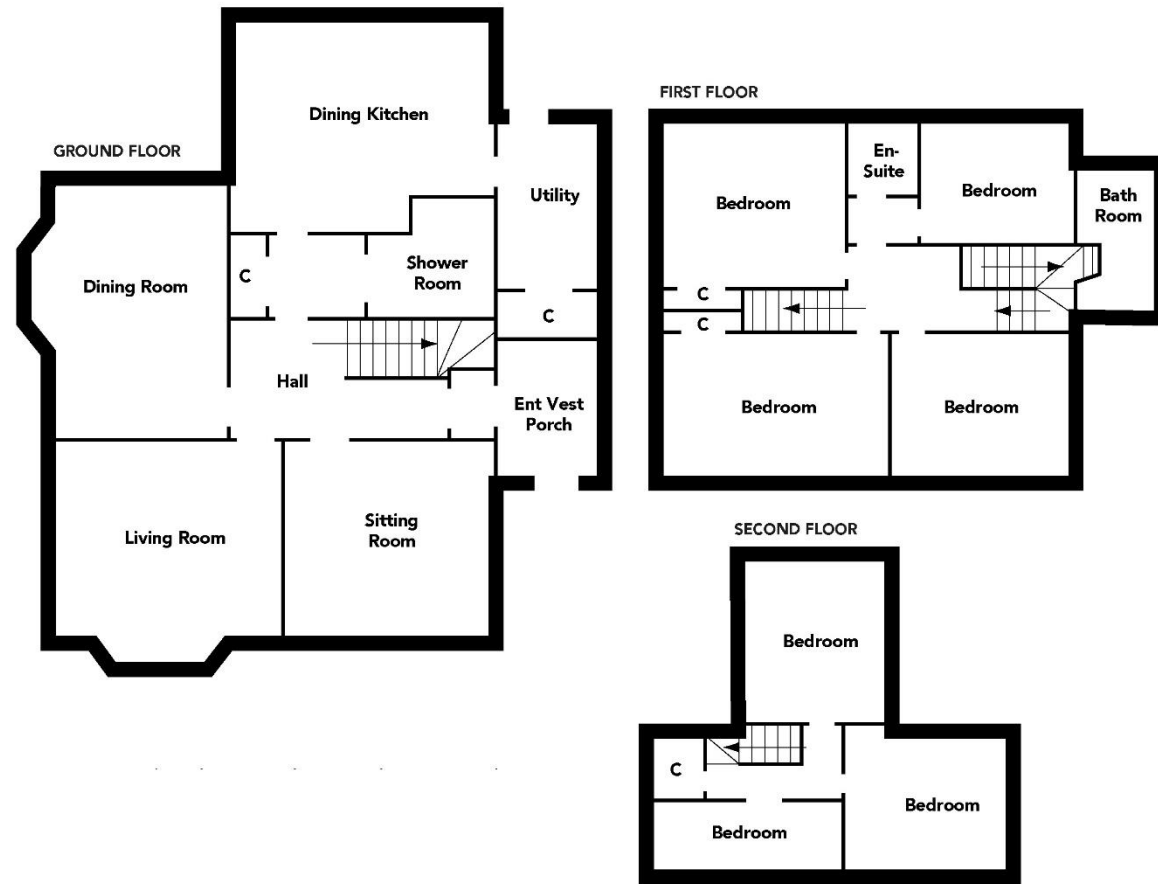 GROUND FLOOR
Dining Kitchen
Utility
Dining Room
C
Shower
Room
C
Hall
Ent Vest
Porch
Living Room
Sitting
Room
FIRST FLOOR
Bedroom
En-
Suite
Bedroom
Bath
Room
C
C
Bedroom
Bedroom
SECOND FLOOR
Bedroom
C
Bedroom
Bedroom